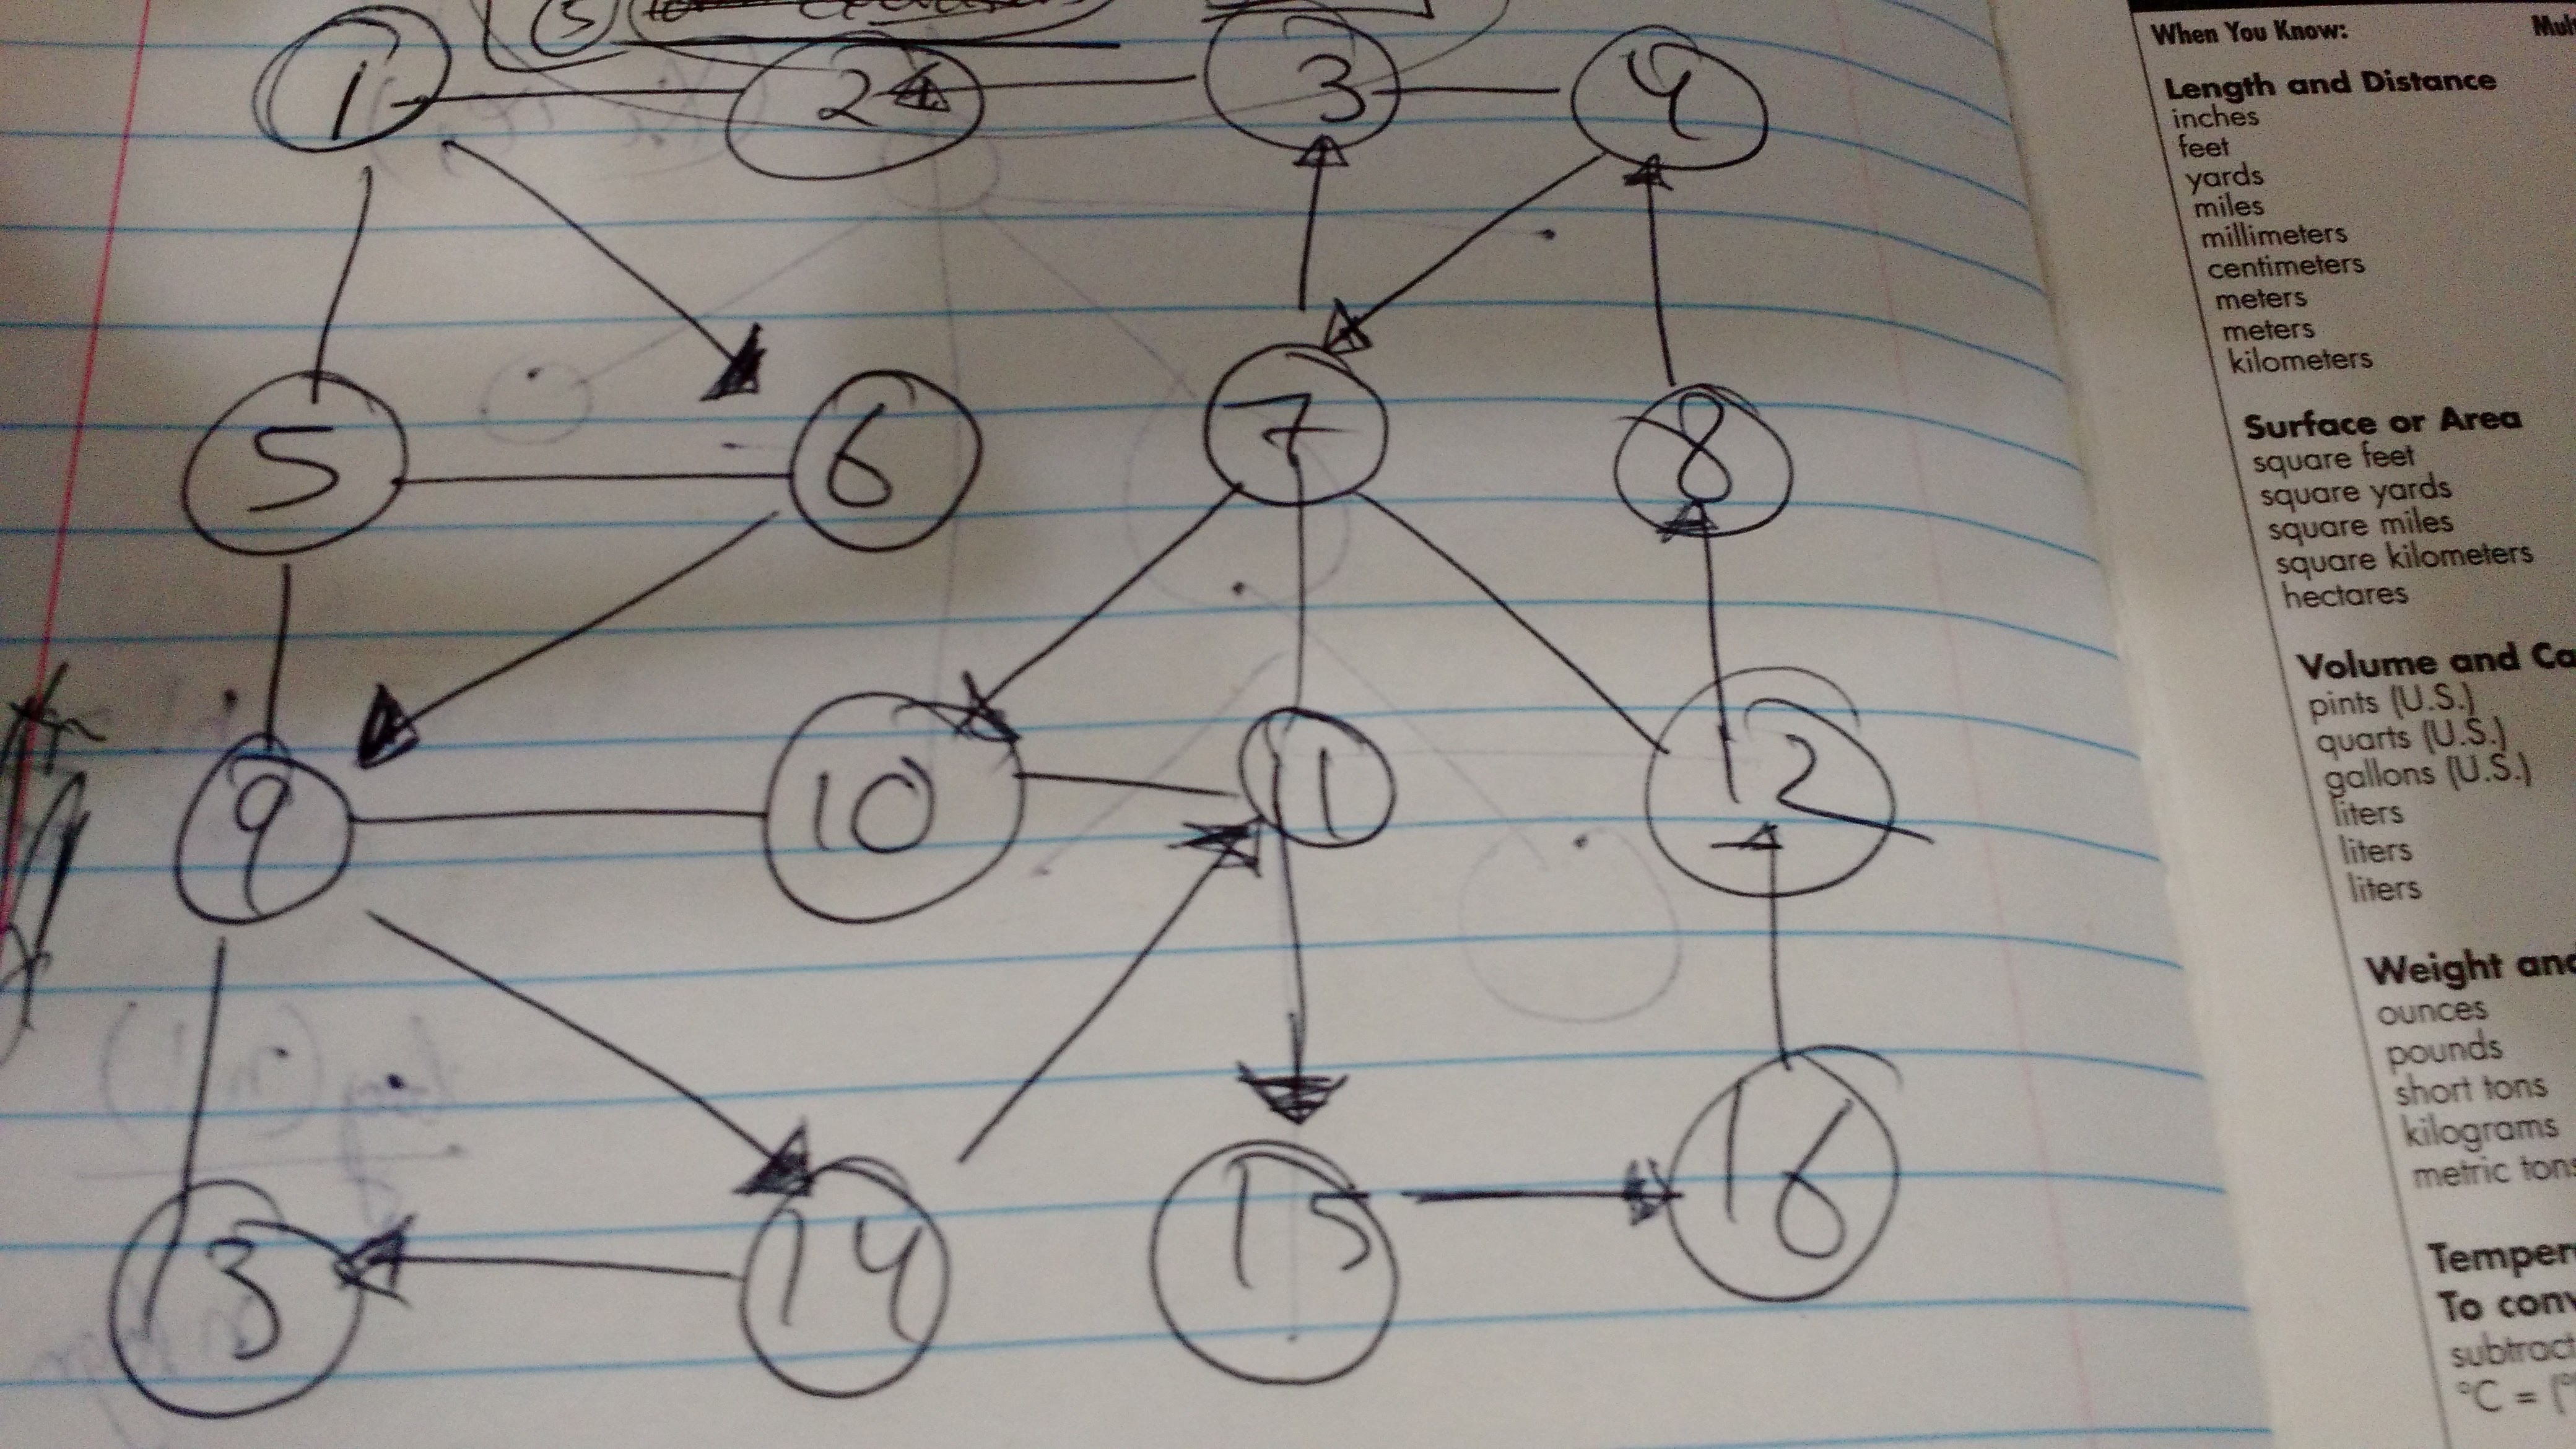 When You Know: Mul
Length and Distance
inches
feet
yards
miles
millimeters
centimeters
meters
meters
kilometers
Surface or Area
square feet
square yards
square miles
square kilometers
hectares
Volume and Ca
pints (U.S.)
quarts (U.S.)
gallons (U.S.)
liters
liters
liters
Weight and
ounces
pounds
short tons
kilograms
metric tons
Temper
To conv
subtract
°C = (°
5
1 2 3 4
5 6 7 8
9 10 11 12
13 14 15 16